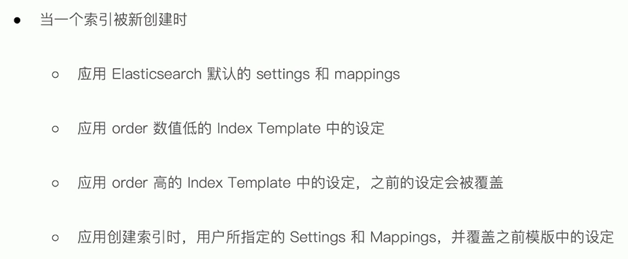 ● 当一个索引被新创建时
○ 应用 Elasticsearch 默认的 settings 和 mappings
○ 应用 order 数值低的 Index Template 中的设定
○ 应用 order 高的 Index Template 中的设定，之前的设定会被覆盖
○ 应用创建索引时，用户所指定的 Settings 和 Mappings，并覆盖之前模版中的设定